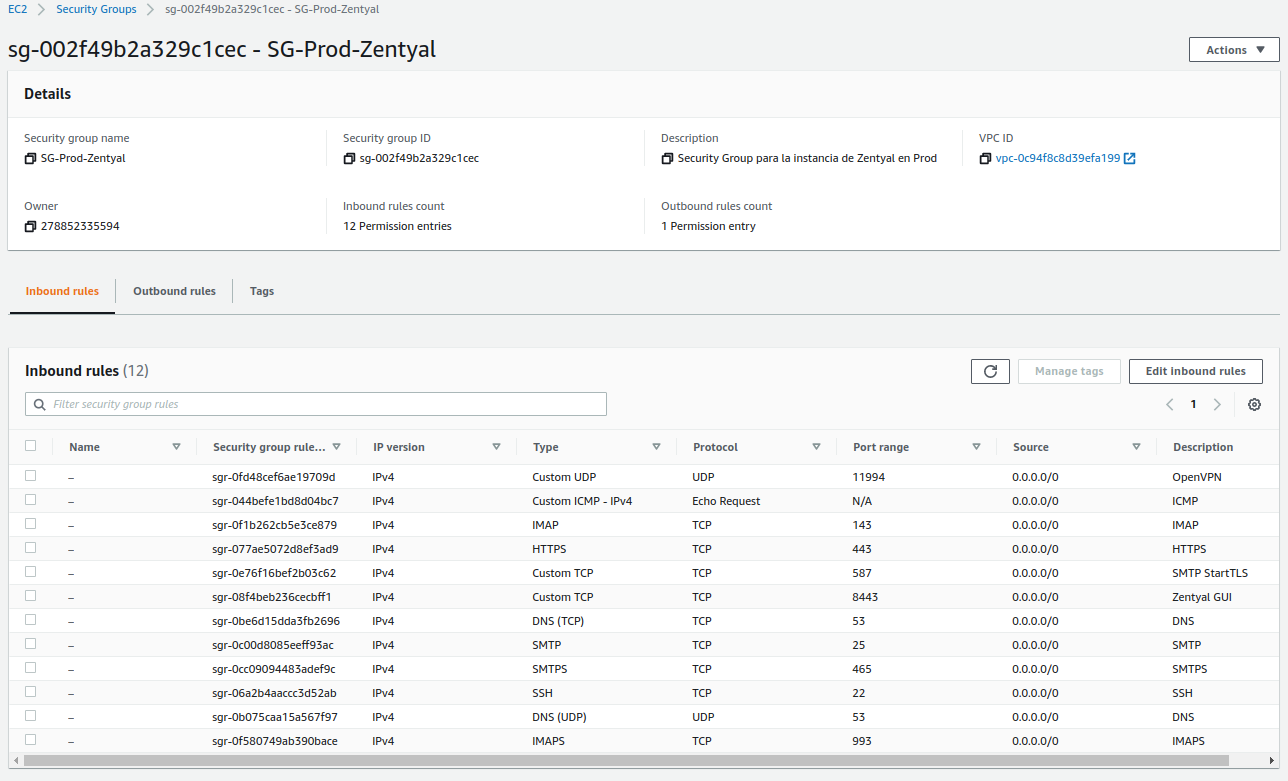 EC2 Security Groups sg-002f49b2a329c1cec - SG-Prod-Zentyal
sg-002f49b2a329c1cec - SG-Prod-Zentyal
Actions
Details
Security group name Security group ID Description VPC ID
SG-Prod-Zentyal sg-002f49b2a329c1cec Security Group para la instancia de Zentyal en Prod vpc-0c94f8c8d39efa199
Owner Inbound rules count Outbound rules count
278852335594 12 Permission entries 1 Permission entry
Inbound rules Outbound rules Tags
Inbound rules (12) Manage tags Edit inbound rules
Filter security group rules 1
Name Security group rule... IP version Type Protocol Port range Source Description
– sgr-0fd48cef6ae19709d IPv4 Custom UDP UDP 11994 0.0.0.0/0 OpenVPN
– sgr-044befe1bd8d04bc7 IPv4 Custom ICMP - IPv4 Echo Request N/A 0.0.0.0/0 ICMP
– sgr-0f1b262cb5e3ce879 IPv4 IMAP TCP 143 0.0.0.0/0 IMAP
– sgr-077ae5072d8ef3ad9 IPv4 HTTPS TCP 443 0.0.0.0/0 HTTPS
– sgr-0e76f16bef2b03c62 IPv4 Custom TCP TCP 587 0.0.0.0/0 SMTP StartTLS
– sgr-08f4beb236cecbff1 IPv4 Custom TCP TCP 8443 0.0.0.0/0 Zentyal GUI
– sgr-0be6d15dda3fb2696 IPv4 DNS (TCP) TCP 53 0.0.0.0/0 DNS
– sgr-0c00d8085eeff93ac IPv4 SMTP TCP 25 0.0.0.0/0 SMTP
– sgr-0cc09094483adef9c IPv4 SMTPS TCP 465 0.0.0.0/0 SMTPS
– sgr-06a2b4aaccc3d52ab IPv4 SSH TCP 22 0.0.0.0/0 SSH
– sgr-0b075caa15a567f97 IPv4 DNS (UDP) UDP 53 0.0.0.0/0 DNS
– sgr-0f580749ab390bace IPv4 IMAPS TCP 993 0.0.0.0/0 IMAPS